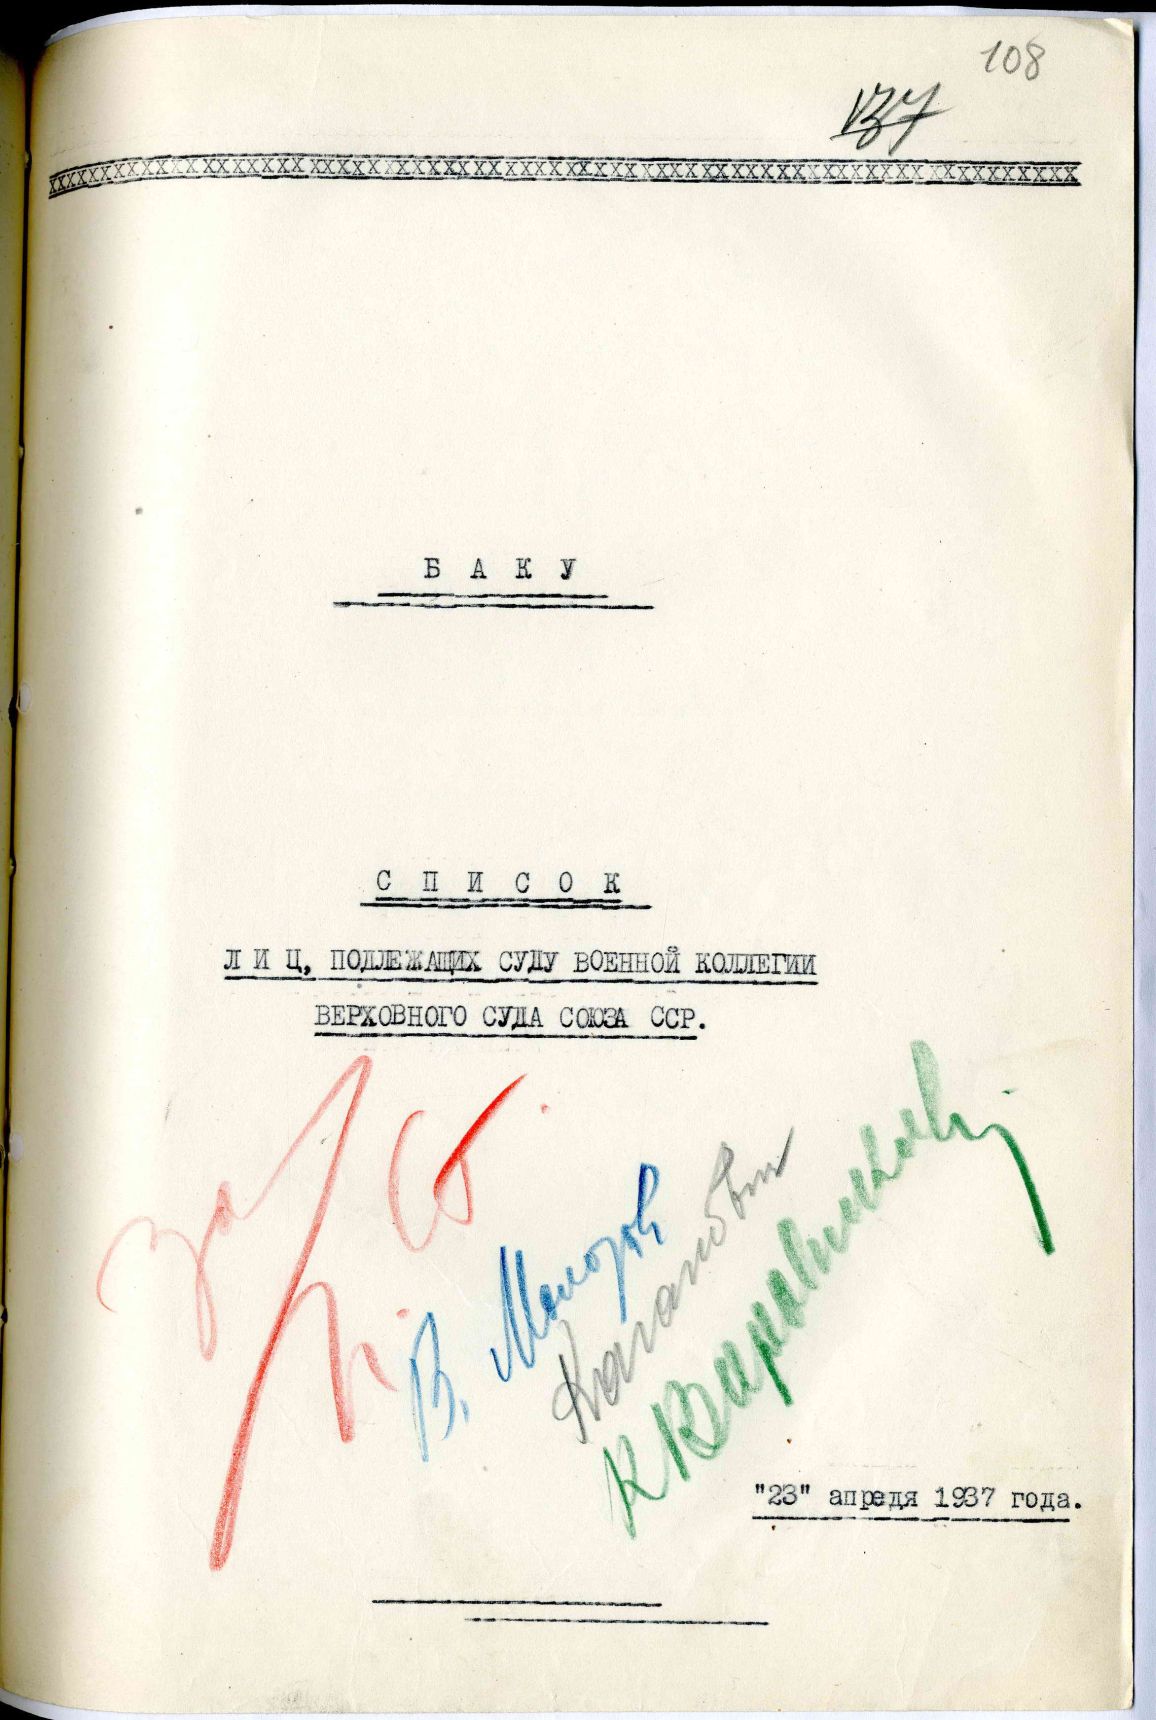 108
137
Б А К У
С П И С О К
Л И Ц, ПОДЛЕЖАЩИХ СУДУ ВОЕННОЙ КОЛЛЕГИИ
ВЕРХОВНОГО СУДА СОЮЗА ССР.
за
Ст.
В. Молотов
Каганович
К Ворошилов
"23" апреля 1937 года.